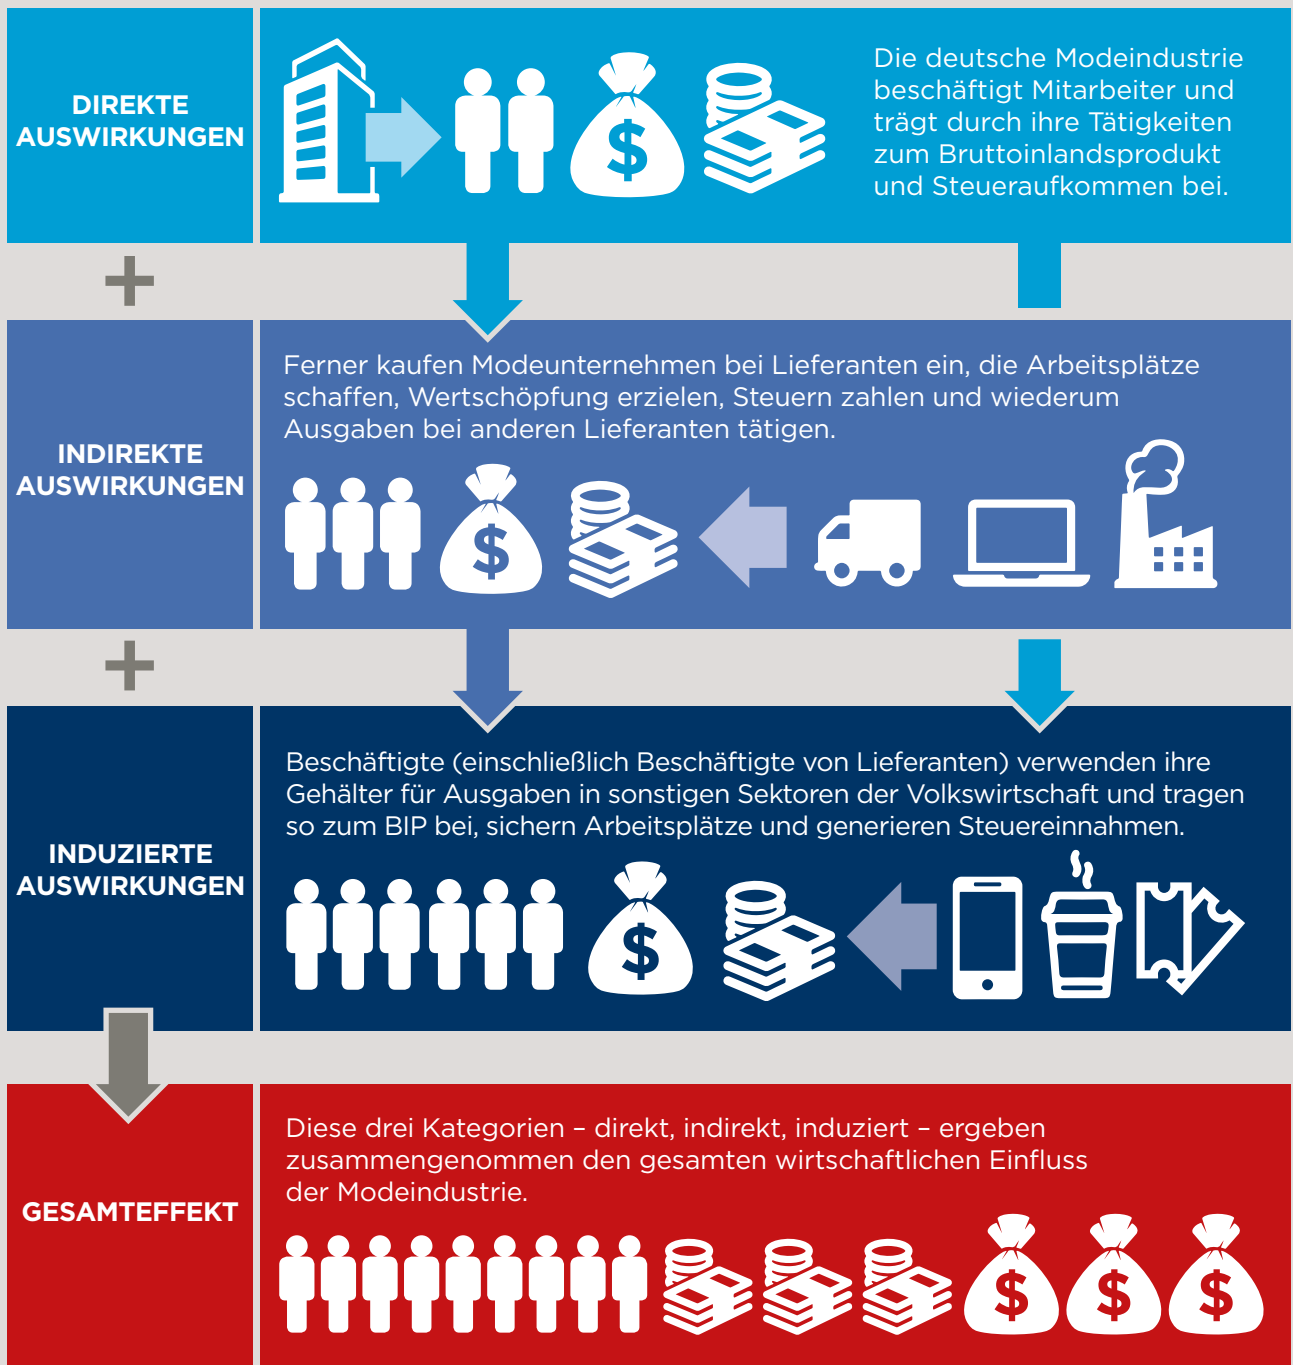 DIREKTE
AUSWIRKUNGEN
$
Die deutsche Modeindustrie
beschäftigt Mitarbeiter und
trägt durch ihre Tätigkeiten
zum Bruttoinlandsprodukt
und Steueraufkommen bei.
+
INDIREKTE
AUSWIRKUNGEN
Ferner kaufen Modeunternehmen bei Lieferanten ein, die Arbeitsplätze
schaffen, Wertschöpfung erzielen, Steuern zahlen und wiederum
Ausgaben bei anderen Lieferanten tätigen.
$
+
INDUZIERTE
AUSWIRKUNGEN
Beschäftigte (einschließlich Beschäftigte von Lieferanten) verwenden ihre
Gehälter für Ausgaben in sonstigen Sektoren der Volkswirtschaft und tragen
so zum BIP bei, sichern Arbeitsplätze und generieren Steuereinnahmen.
$
GESAMTEFFEKT
Diese drei Kategorien – direkt, indirekt, induziert – ergeben
zusammengenommen den gesamten wirtschaftlichen Einfluss
der Modeindustrie.
$ $ $